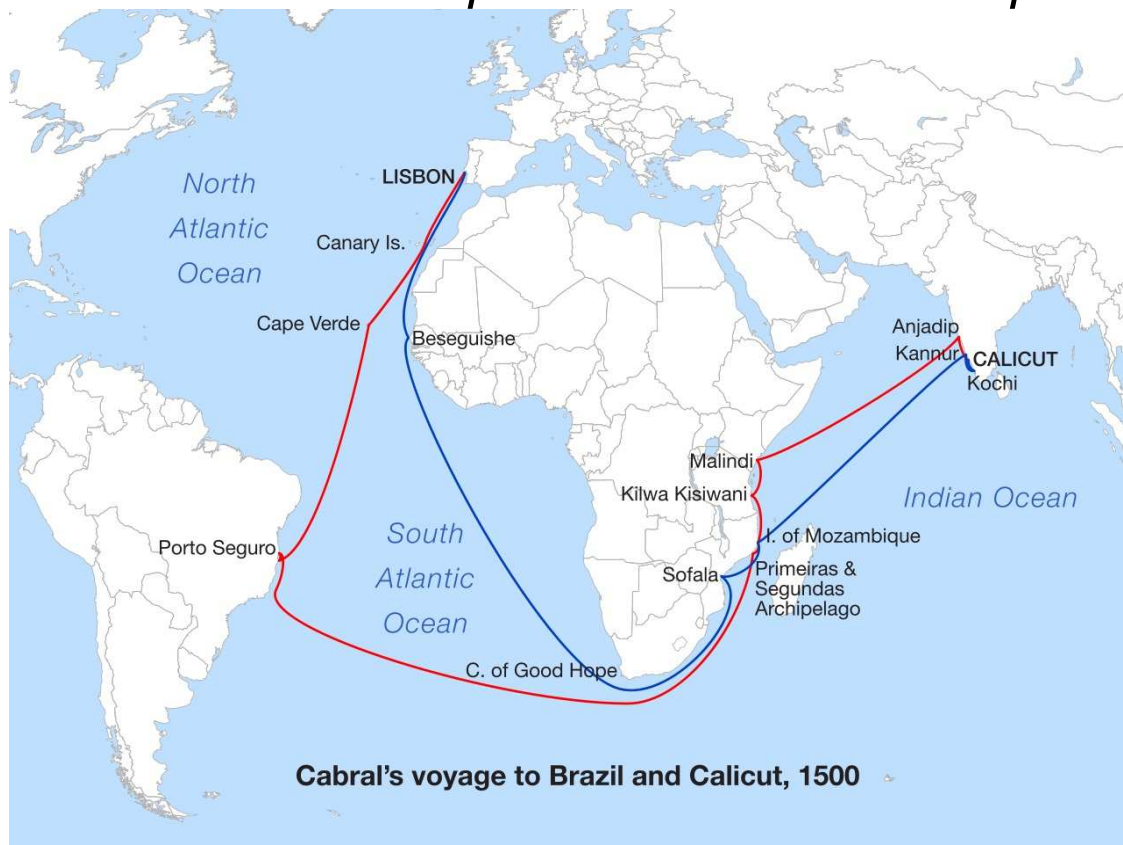 North
Atlantic
Ocean
LISBON
Canary Is.
Cape Verde
Beseguishe
Anjadip
Kannur
CALICUT
Kochi
Malindi
Kilwa Kisiwani
Indian Ocean
Porto Seguro
South
Atlantic
Ocean
I. of Mozambique
Sofala
Primeiras &
Segundas
Archipelago
C. of Good Hope
Cabral's voyage to Brazil and Calicut, 1500